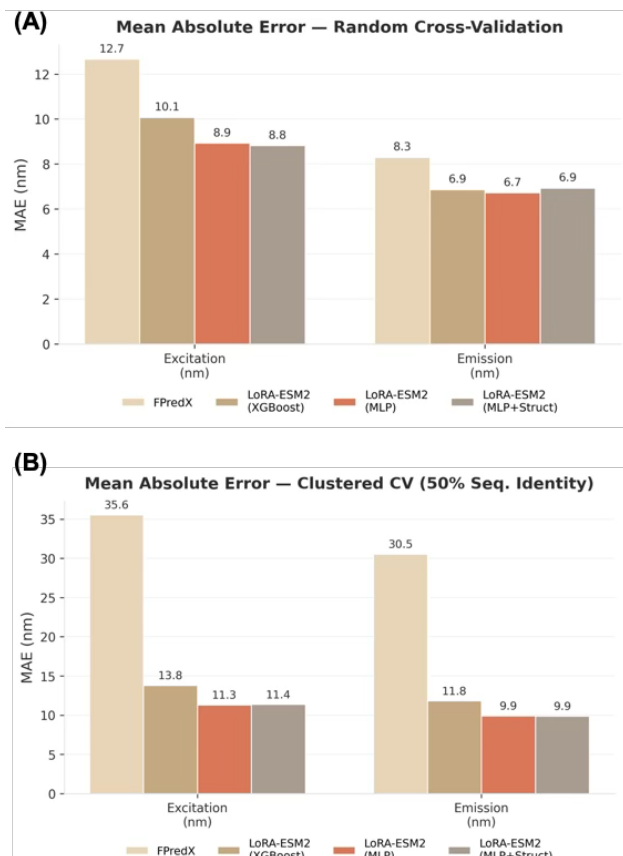 (A)
Mean Absolute Error — Random Cross-Validation
12.7
12
10.1
10
8.9
8.8
8.3
8
6.9
6.7
6.9
6
4
2
0
MAE (nm)
Excitation
(nm)
Emission
(nm)
FPredX
LoRA-ESM2
(XGBoost)
LoRA-ESM2
(MLP)
LoRA-ESM2
(MLP+Struct)
(B)
Mean Absolute Error — Clustered CV (50% Seq. Identity)
35.6
35
30.5
30
25
20
15
13.8
11.3
11.4
11.8
9.9
9.9
10
5
0
MAE (nm)
Excitation
(nm)
Emission
(nm)
FPredX
LoRA-ESM2
(XGBoost)
LoRA-ESM2
(MLP)
LoRA-ESM2
(MLP+Struct)